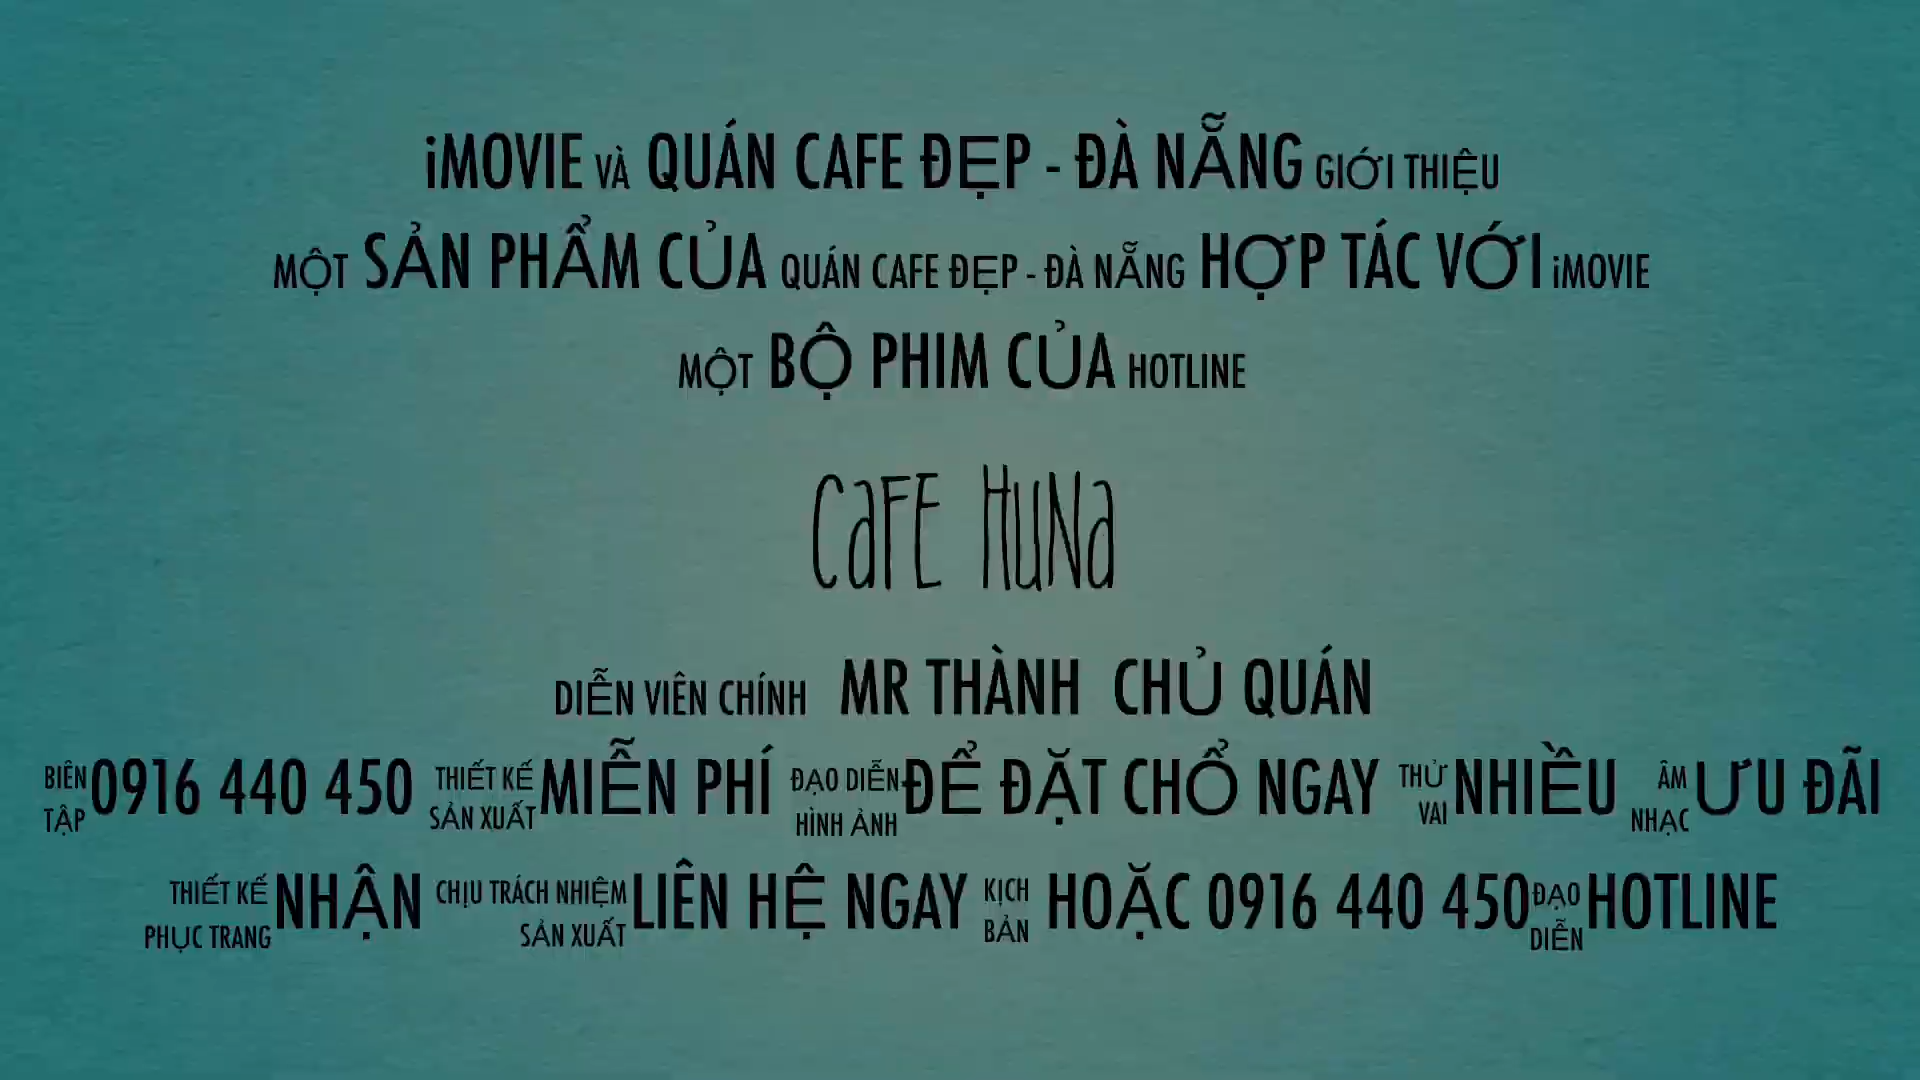 iMOVIE VÀ QUÁN CAFE ĐẸP - ĐÀ NẴNG GIỚI THIỆU
MỘT SẢN PHẨM CỦA QUÁN CAFE ĐẸP - ĐÀ NẴNG HỢP TÁC VỚI iMOVIE
MỘT BỘ PHIM CỦA HOTLINE
CaFE HuNa
DIỄN VIÊN CHÍNH MR THÀNH CHỦ QUÁN
BIÊN TẬP 0916 440 450 THIẾT KẾ SẢN XUẤT MIỄN PHÍ ĐẠO DIỄN HÌNH ẢNH ĐỂ ĐẶT CHỔ NGAY THỬ VAI NHIỀU ÂM NHẠC ƯU ĐÃI
THIẾT KẾ PHỤC TRANG NHẬN CHỊU TRÁCH NHIỆM SẢN XUẤT LIÊN HỆ NGAY KỊCH BẢN HOẶC 0916 440 450 ĐẠO DIỄN HOTLINE